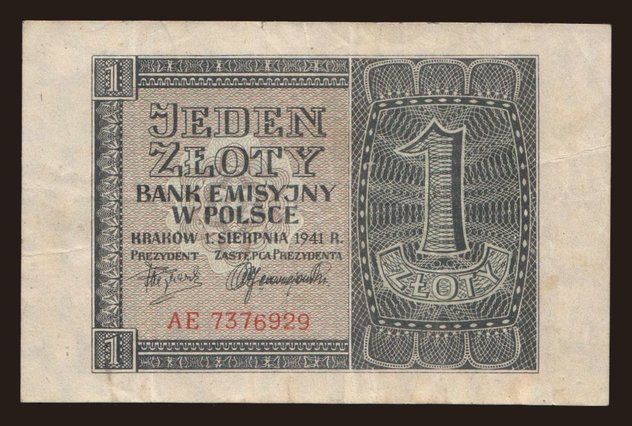 1
JEDEN
ZŁOTY
BANK EMISYJNY
W POLSCE
KRAKÓW 1. SIERPNIA 1941 R.
PREZYDENT ZASTĘPCA PREZYDENTA
AE 7376929
1
1
ZŁOTY